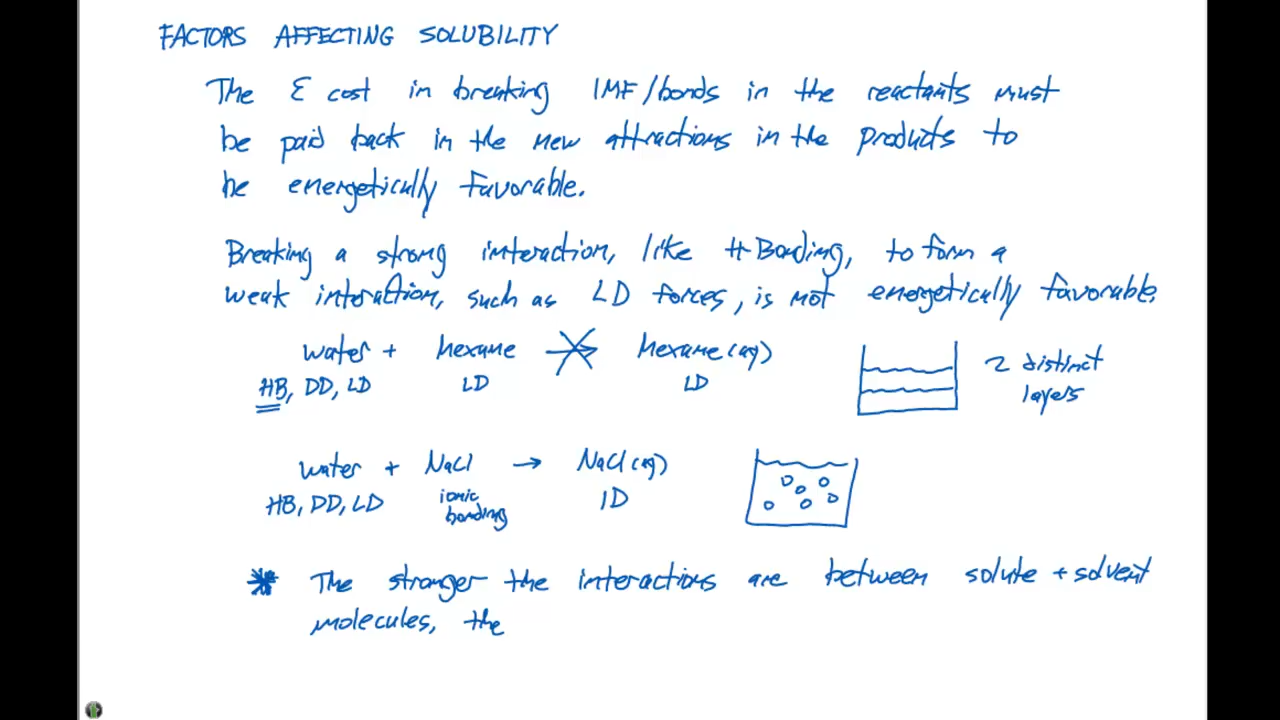 FACTORS AFFECTING SOLUBILITY
The E cost in breaking IMF/bonds in the reactants must
be paid back in the new attractions in the products to
be energetically favorable.
Breaking a strong interaction, like H Bonding, to form a
weak interaction, such as LD forces, is not energetically favorable.
water + Hexane → Hexane (aq)
HB, DD, LD LD LD
2 distinct
layers
water + NaCl → NaCl (aq)
HB, DD, LD ionic
bonding ID
* The stronger the interactions are between solute + solvent
molecules, the